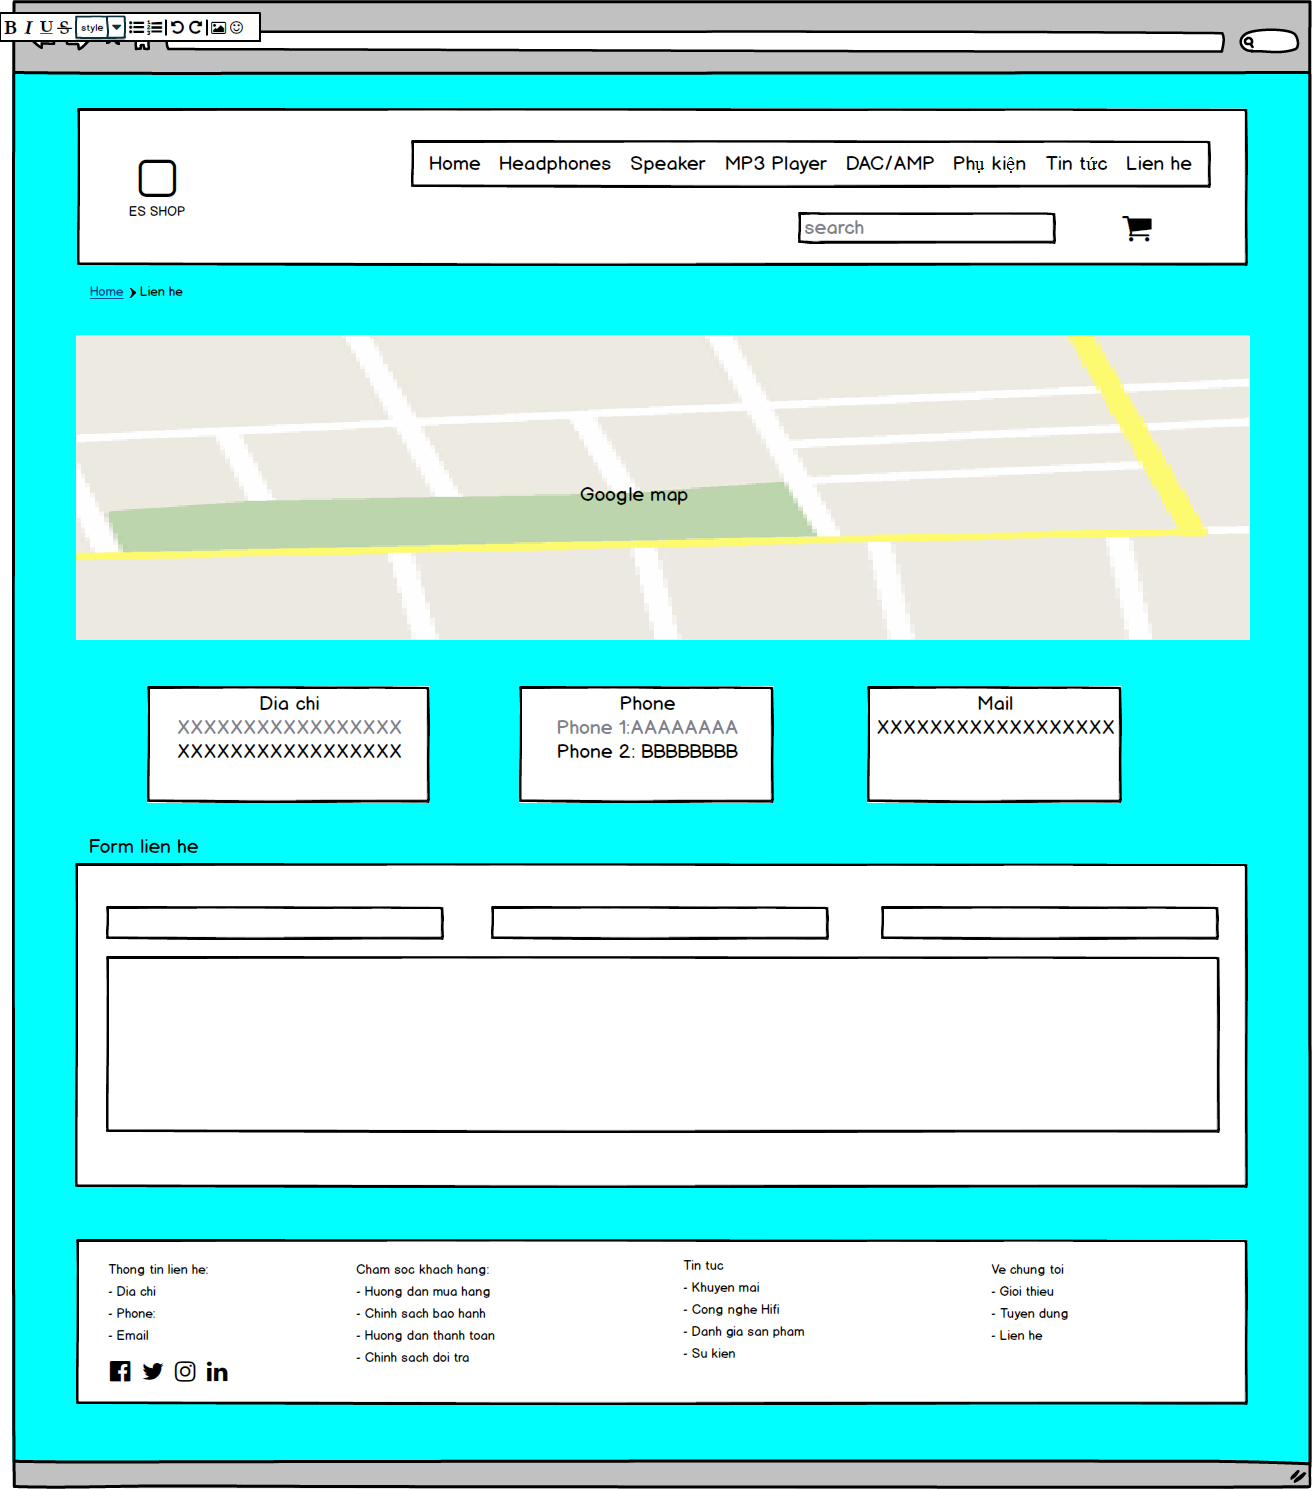 B I U S style
Home Headphones Speaker MP3 Player DAC/AMP Phụ kiện Tin tức Lien he
ES SHOP
search
Home Lien he
Google map
Dia chi
XXXXXXXXXXXXXXXXX
XXXXXXXXXXXXXXXXX
Phone
Phone 1:AAAAAAAA
Phone 2: BBBBBBBB
Mail
XXXXXXXXXXXXXXXXXX
Form lien he
Thong tin lien he:
- Dia chi
- Phone:
- Email
Cham soc khach hang:
- Huong dan mua hang
- Chinh sach bao hanh
- Huong dan thanh toan
- Chinh sach doi tra
Tin tuc
- Khuyen mai
- Cong nghe Hifi
- Danh gia san pham
- Su kien
Ve chung toi
- Gioi thieu
- Tuyen dung
- Lien he